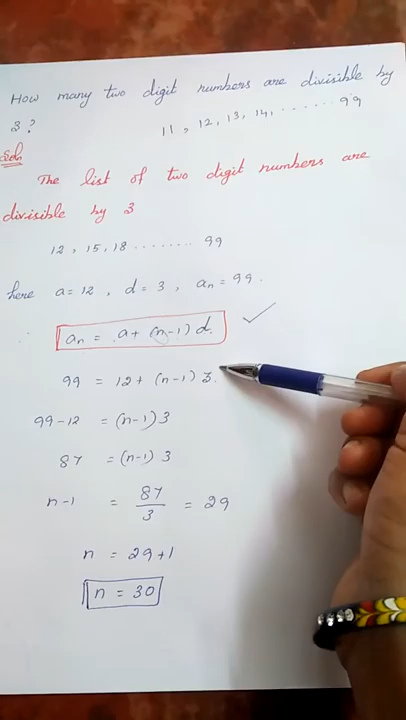 How many two digit numbers are divisible by
3?
11, 12, 13, 14, ....... 99
Soln
The list of two digit numbers are
divisible by 3
12, 15, 18 ........ 99
here a = 12, d = 3, an = 99.
an = a + (n-1) d.
99 = 12 + (n-1) 3.
99-12 = (n-1) 3
87 = (n-1) 3
n-1 = 87/3 = 29
n = 29+1
n = 30